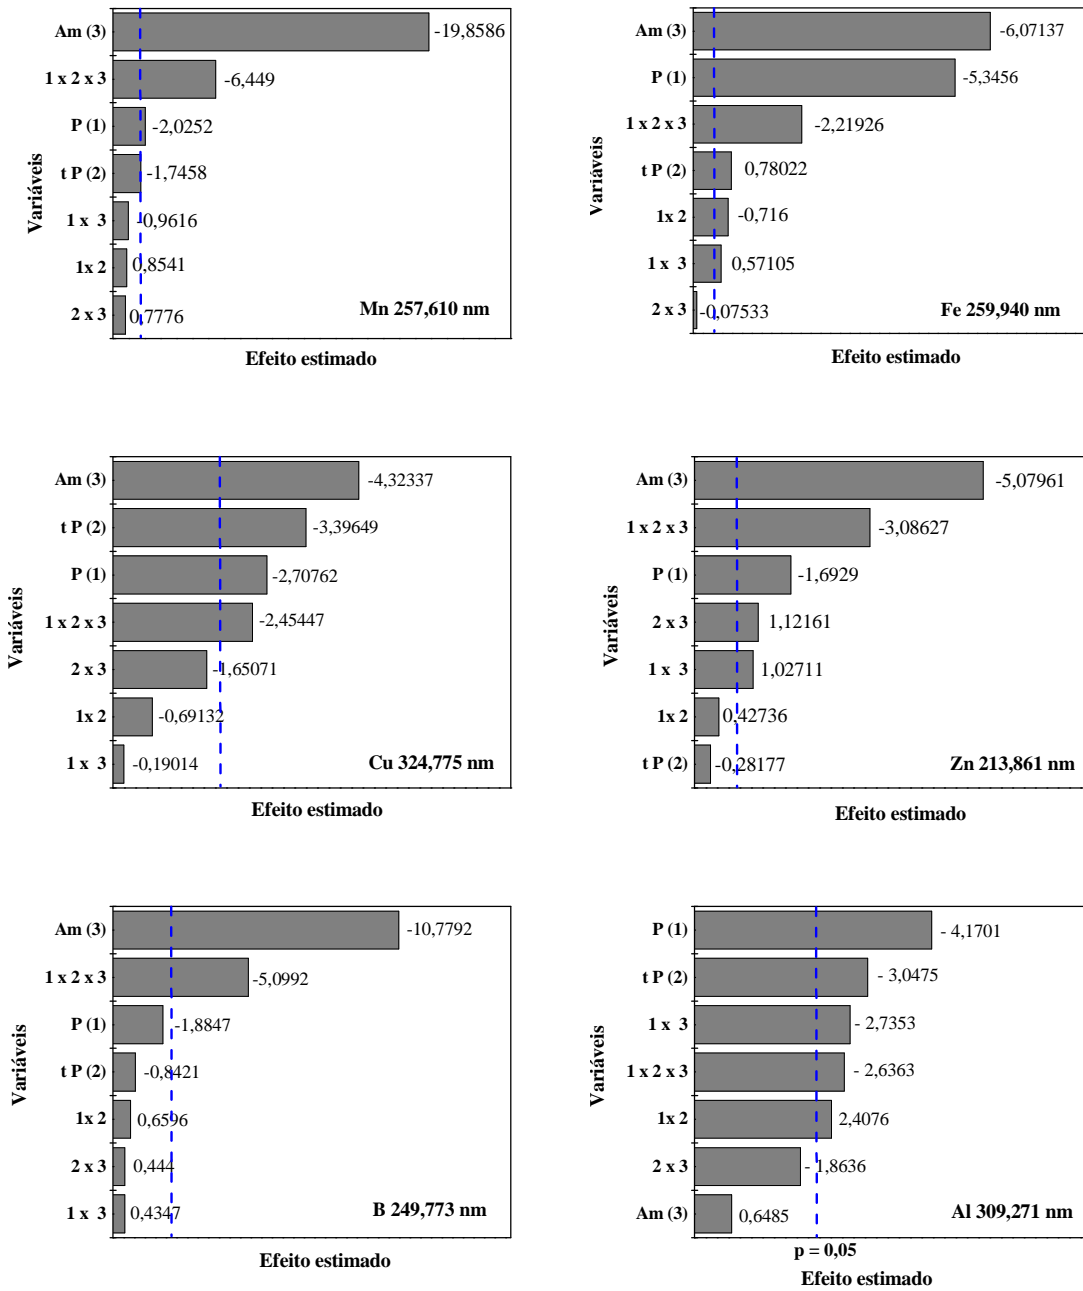 Variáveis
Am (3) -19,8586
1 x 2 x 3 -6,449
P (1) -2,0252
t P (2) -1,7458
1 x 3 -0,9616
1x 2 0,8541
2 x 3 0,7776
Mn 257,610 nm
Efeito estimado
Variáveis
Am (3) -6,07137
P (1) -5,3456
1 x 2 x 3 -2,21926
t P (2) 0,78022
1x 2 -0,716
1 x 3 0,57105
2 x 3 -0,07533
Fe 259,940 nm
Efeito estimado
Variáveis
Am (3) -4,32337
t P (2) -3,39649
P (1) -2,70762
1 x 2 x 3 -2,45447
2 x 3 -1,65071
1x 2 -0,69132
1 x 3 -0,19014
Cu 324,775 nm
Efeito estimado
Variáveis
Am (3) -5,07961
1 x 2 x 3 -3,08627
P (1) -1,6929
2 x 3 1,12161
1 x 3 1,02711
1x 2 0,42736
t P (2) -0,28177
Zn 213,861 nm
Efeito estimado
Variáveis
Am (3) -10,7792
1 x 2 x 3 -5,0992
P (1) -1,8847
t P (2) -0,8421
1x 2 0,6596
2 x 3 0,444
1 x 3 0,4347
B 249,773 nm
Efeito estimado
Variáveis
P (1) - 4,1701
t P (2) - 3,0475
1 x 3 - 2,7353
1 x 2 x 3 - 2,6363
1x 2 2,4076
2 x 3 - 1,8636
Am (3) 0,6485
Al 309,271 nm
p = 0,05
Efeito estimado